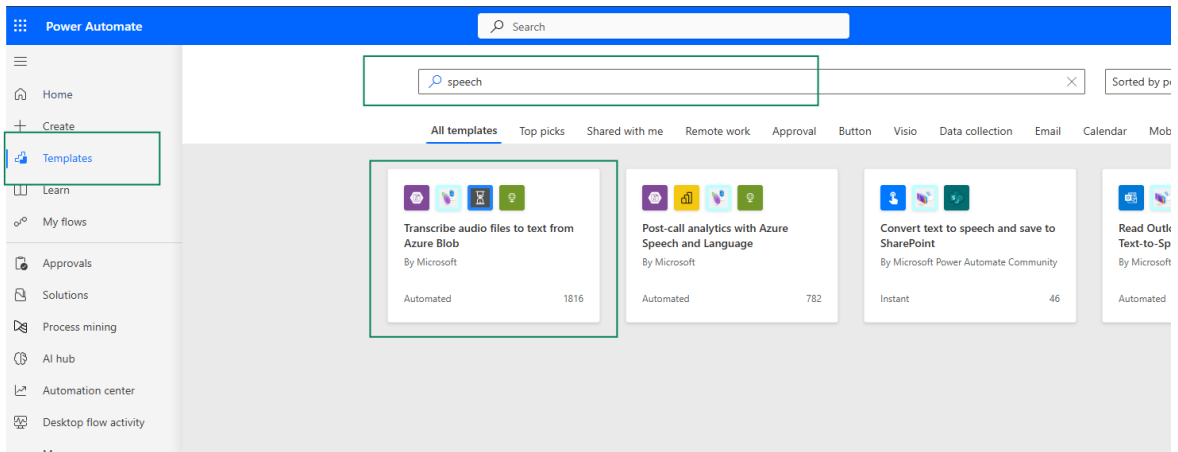 Power Automate
Search
Home
Create
Templates
Learn
My flows
Approvals
Solutions
Process mining
AI hub
Automation center
Desktop flow activity
speech
Sorted by
All templates Top picks Shared with me Remote work Approval Button Visio Data collection Email Calendar Mob
Transcribe audio files to text from
Azure Blob
By Microsoft
Automated 1816
Post-call analytics with Azure
Speech and Language
By Microsoft
Automated 782
Convert text to speech and save to
SharePoint
By Microsoft Power Automate Community
Instant 46
Read Outl
Text-to-Sp
By Microsoft
Automated